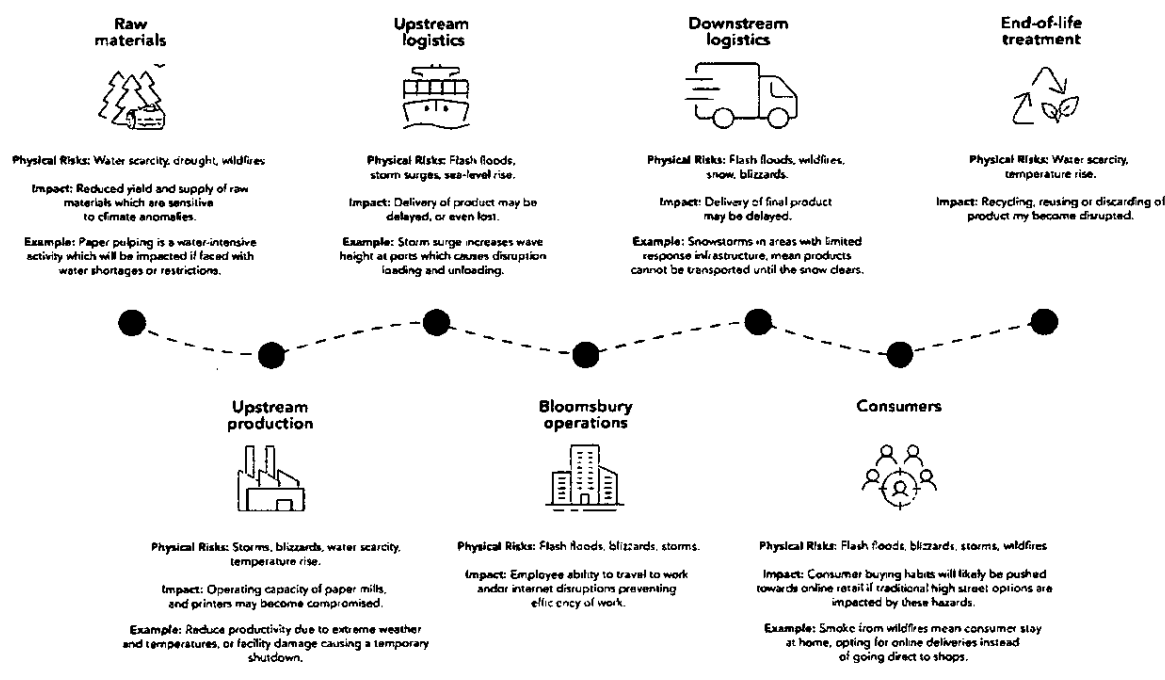 Raw
materials
Physical Risks: Water scarcity, drought, wildfires
Impact: Reduced yield and supply of raw
materials which are sensitive
to climate anomalies.
Example: Paper pulping is a water-intensive
activity which will be impacted if faced with
water shortages or restrictions.
Upstream
logistics
Physical Risks: Flash floods,
storm surges, sea-level rise.
Impact: Delivery of product may be
delayed, or even lost.
Example: Storm surge increases wave
height at ports which causes disruption
loading and unloading.
Downstream
logistics
Physical Risks: Flash floods, wildfires,
snow, blizzards.
Impact: Delivery of final product
may be delayed.
Example: Snowstorms in areas with limited
response infrastructure, mean products
cannot be transported until the snow clears.
End-of-life
treatment
Physical Risks: Water scarcity,
temperature rise.
Impact: Recycling, reusing or discarding of
product my become disrupted.
Upstream
production
Physical Risks: Storms, blizzards, water scarcity,
temperature rise.
Impact: Operating capacity of paper mills,
and printers may become compromised.
Example: Reduce productivity due to extreme weather
and temperatures, or facility damage causing a temporary
shutdown.
Bloomsbury
operations
Physical Risks: Flash floods, blizzards, storms.
Impact: Employee ability to travel to work
and/or internet disruptions preventing
efficiency of work.
Consumers
Physical Risks: Flash floods, blizzards, storms, wildfires
Impact: Consumer buying habits will likely be pushed
towards online retail if traditional high street options are
impacted by these hazards.
Example: Smoke from wildfires mean consumer stay
at home, opting for online deliveries instead
of going direct to shops.